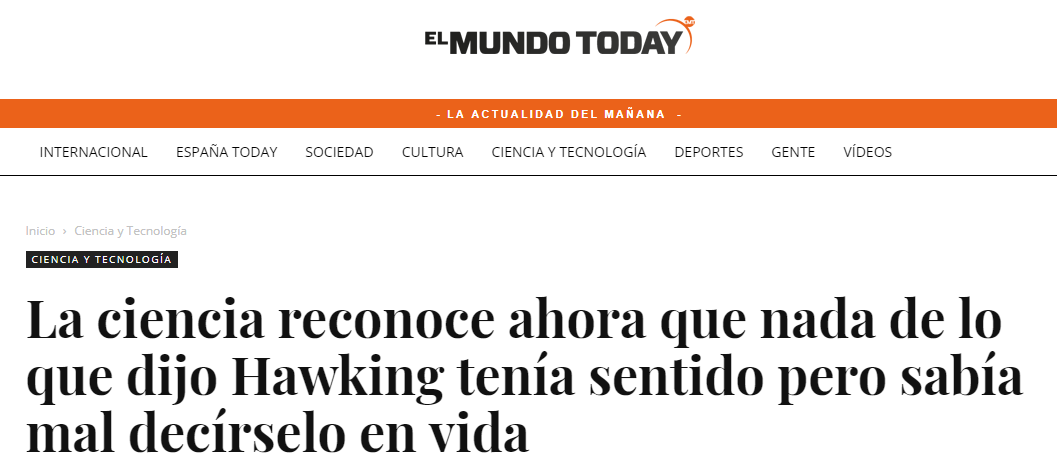 EL MUNDO TODAY EMT
- LA ACTUALIDAD DEL MAÑANA -
INTERNACIONAL ESPAÑA TODAY SOCIEDAD CULTURA CIENCIA Y TECNOLOGÍA DEPORTES GENTE VÍDEOS
Inicio › Ciencia y Tecnología
CIENCIA Y TECNOLOGÍA
La ciencia reconoce ahora que nada de lo
que dijo Hawking tenía sentido pero sabía
mal decírselo en vida